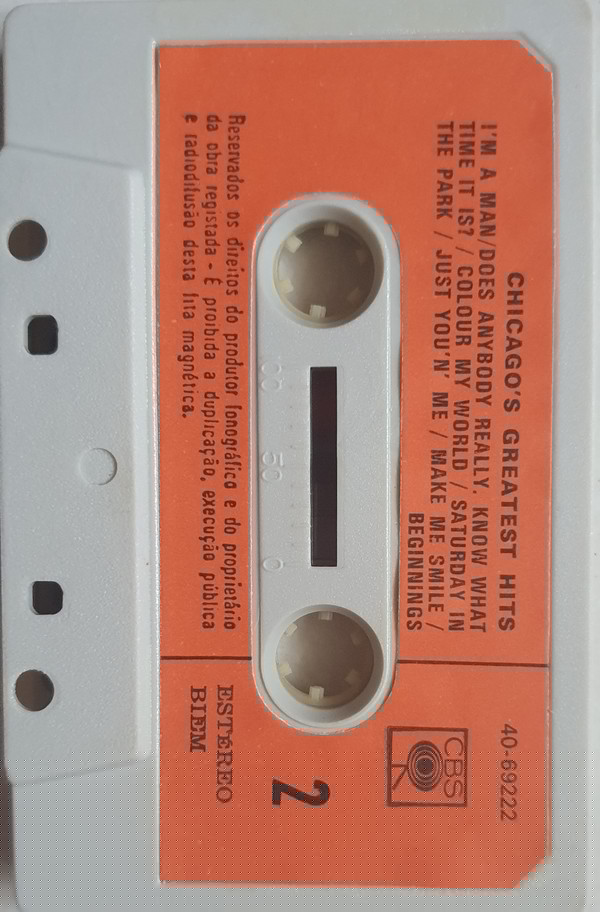 CHICAGO'S GREATEST HITS
I'M A MAN/DOES ANYBODY REALLY. KNOW WHAT
TIME IT IS? / COLOUR MY WORLD / SATURDAY IN
THE PARK / JUST YOU'N' ME / MAKE ME SMILE /
BEGINNINGS
40-69222
CBS
2
100 50 0
Reservados os direitos do produtor fonográfico e do proprietário
da obra registada - É proibida a duplicação, execução pública
e radiodifusão desta fita magnética.
ESTÉREO
BIEM